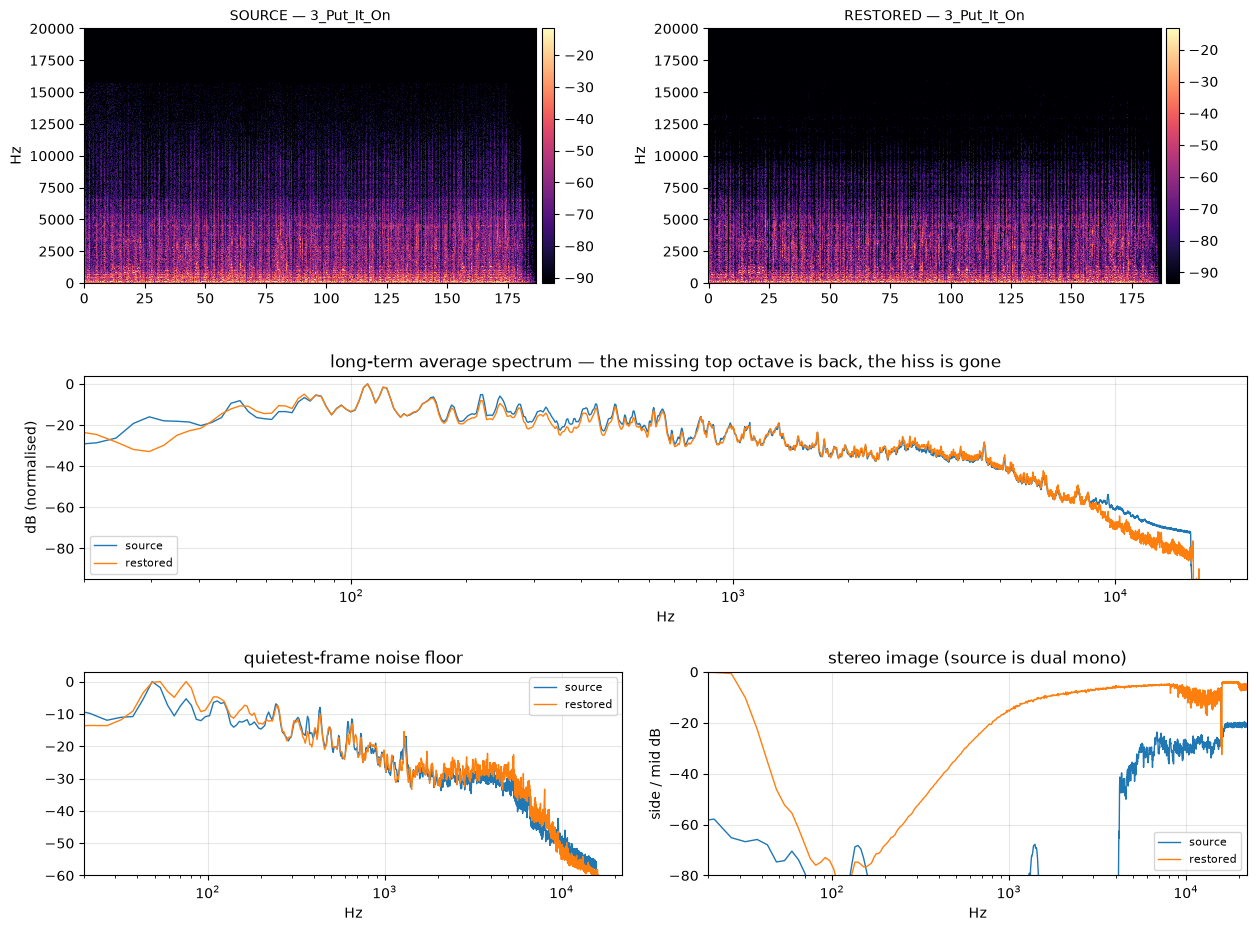 SOURCE — 3_Put_It_On
RESTORED — 3_Put_It_On
20000
17500
15000
12500
10000
7500
5000
2500
0
Hz
0 25 50 75 100 125 150 175
−20
−30
−40
−50
−60
−70
−80
−90
20000
17500
15000
12500
10000
7500
5000
2500
0
Hz
0 25 50 75 100 125 150 175
−20
−30
−40
−50
−60
−70
−80
−90
long-term average spectrum — the missing top octave is back, the hiss is gone
0
−20
−40
−60
−80
dB (normalised)
source
restored
10² 10³ 10⁴
Hz
quietest-frame noise floor
0
−10
−20
−30
−40
−50
−60
source
restored
10² 10³ 10⁴
Hz
stereo image (source is dual mono)
0
−20
−40
−60
−80
side / mid dB
source
restored
10² 10³ 10⁴
Hz